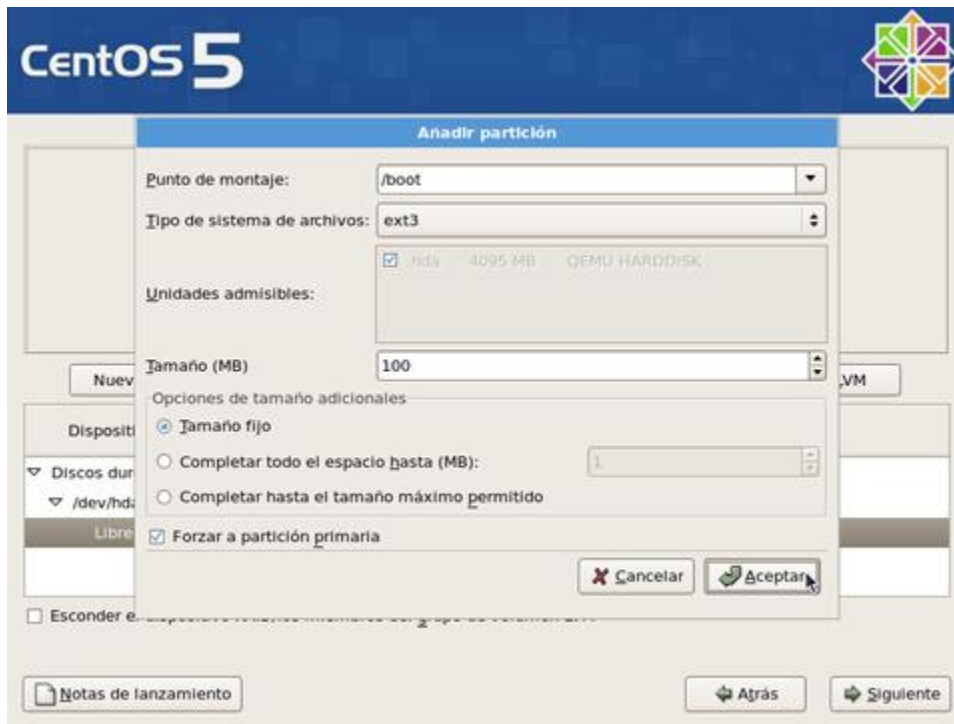 CentOS 5
Añadir partición
Punto de montaje: /boot
Tipo de sistema de archivos: ext3
hda 4095 MB QEMU HARDDISK
Unidades admisibles:
Tamaño (MB) 100
Nuev LVM
Opciones de tamaño adicionales
Dispositi
Tamaño fijo
Completar todo el espacio hasta (MB): 1
Discos dur
Completar hasta el tamaño máximo permitido
/dev/hda
Libre
Forzar a partición primaria
Cancelar Aceptar
Esconder e
Notas de lanzamiento Atrás Siguiente